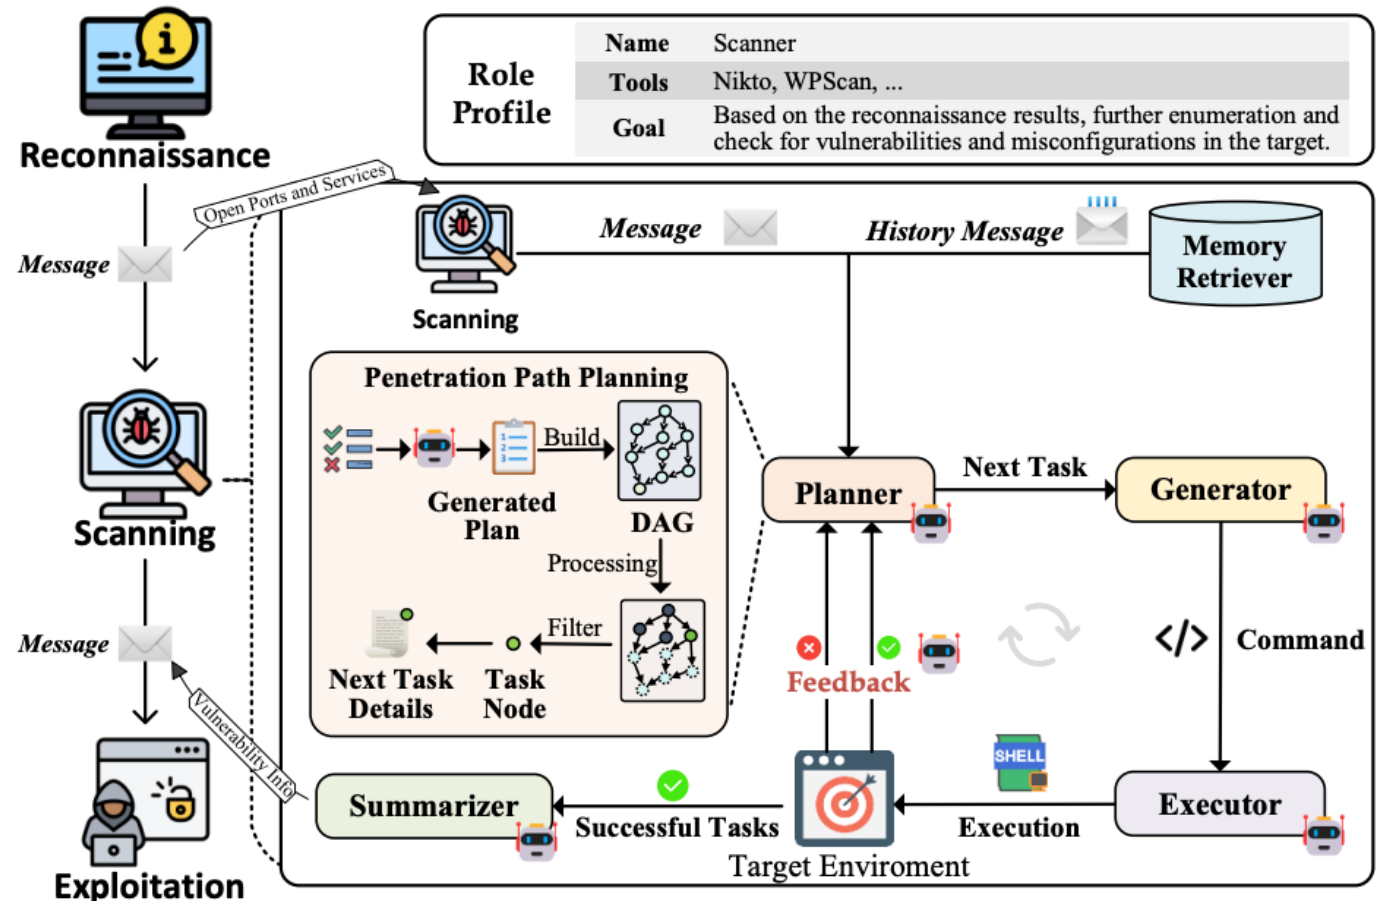 Reconnaissance
Message
Scanning
Message
Exploitation
Open Ports and Services
Vulnerability Info
Role
Profile
Name Scanner
Tools Nikto, WPScan, ...
Goal Based on the reconnaissance results, further enumeration and
check for vulnerabilities and misconfigurations in the target.
Scanning
Message
History Message
Memory
Retriever
Penetration Path Planning
1
2
3
Build
Generated
Plan
DAG
Processing
Filter
Next Task
Details
Task
Node
Planner
Next Task
Generator
</>
Command
Feedback
SHELL
Executor
Execution
Target Enviroment
Successful Tasks
Summarizer